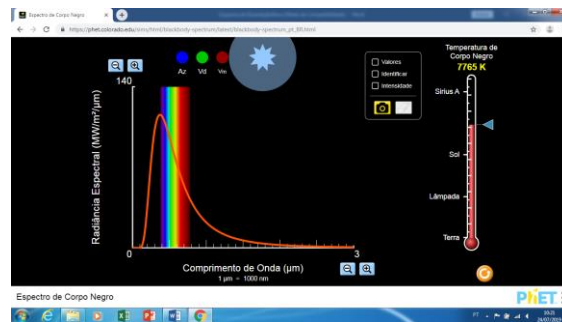 Espectro de Corpo Negro
https://phet.colorado.edu/sims/html/blackbody-spectrum/latest/blackbody-spectrum_pt_BR.html
Az Vd Vm
Valores
Identificar
Intensidade
Temperatura de
Corpo Negro
7765 K
Sirius A
Sol
Lâmpada
Terra
140
Radiância Espectral (MW/m²/μm)
0
3
Comprimento de Onda (μm)
1 μm = 1000 nm
Espectro de Corpo Negro
PhET
PT